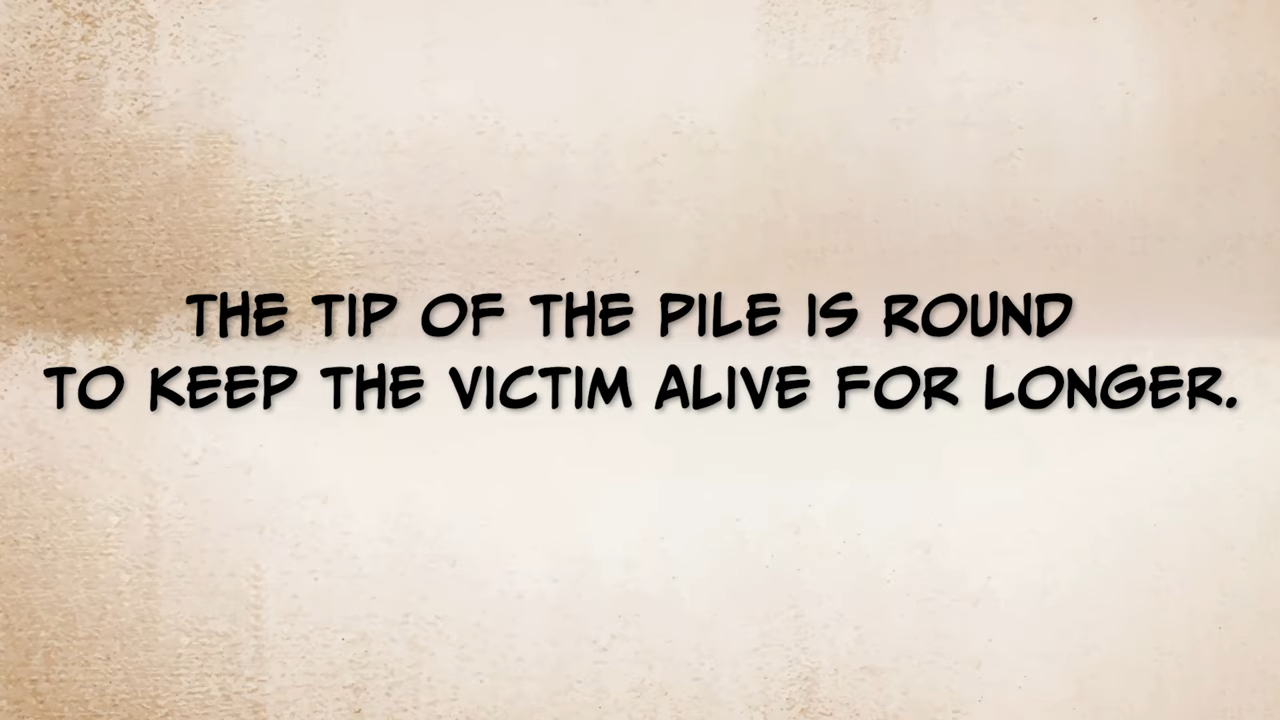 THE TIP OF THE PILE IS ROUND
TO KEEP THE VICTIM ALIVE FOR LONGER.